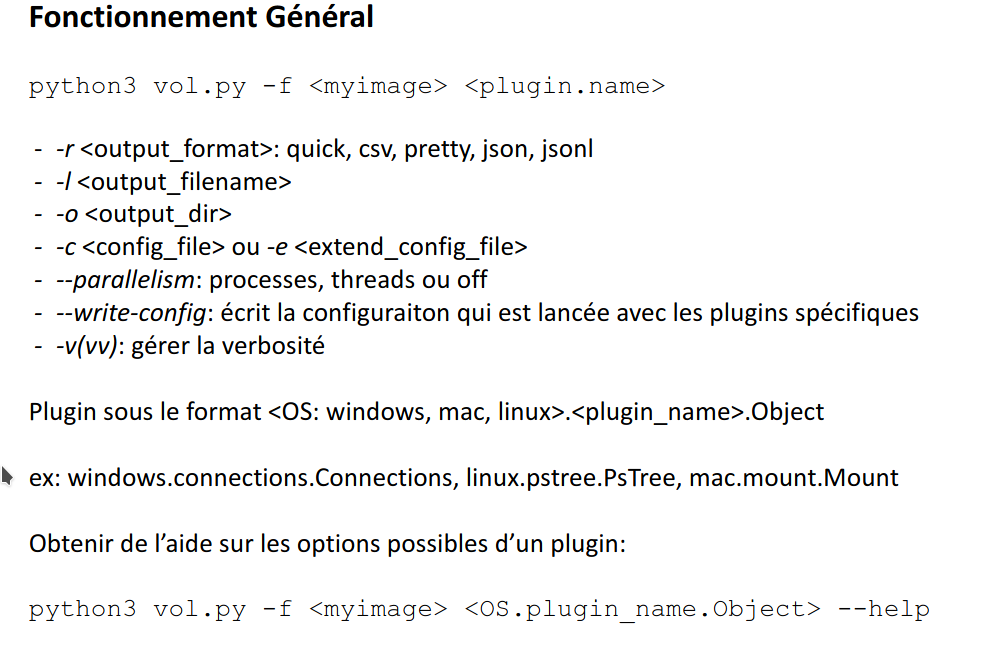 Fonctionnement Général
python3 vol.py -f <myimage> <plugin.name>
- -r <output_format>: quick, csv, pretty, json, jsonl
- -l <output_filename>
- -o <output_dir>
- -c <config_file> ou -e <extend_config_file>
- --parallelism: processes, threads ou off
- --write-config: écrit la configuraiton qui est lancée avec les plugins spécifiques
- -v(vv): gérer la verbosité
Plugin sous le format <OS: windows, mac, linux>.<plugin_name>.Object
ex: windows.connections.Connections, linux.pstree.PsTree, mac.mount.Mount
Obtenir de l’aide sur les options possibles d’un plugin:
python3 vol.py -f <myimage> <OS.plugin_name.Object> --help